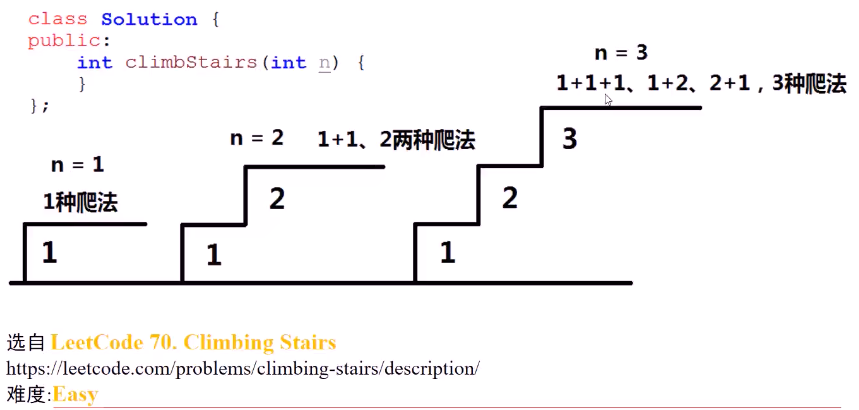 class Solution {
public:
    int climbStairs(int n) {
    }
};
n = 1
1种爬法
1
n = 2 1+1、2两种爬法
2
1
n = 3
1+1+1、1+2、2+1，3种爬法
3
2
1
选自 LeetCode 70. Climbing Stairs
https://leetcode.com/problems/climbing-stairs/description/
难度:Easy